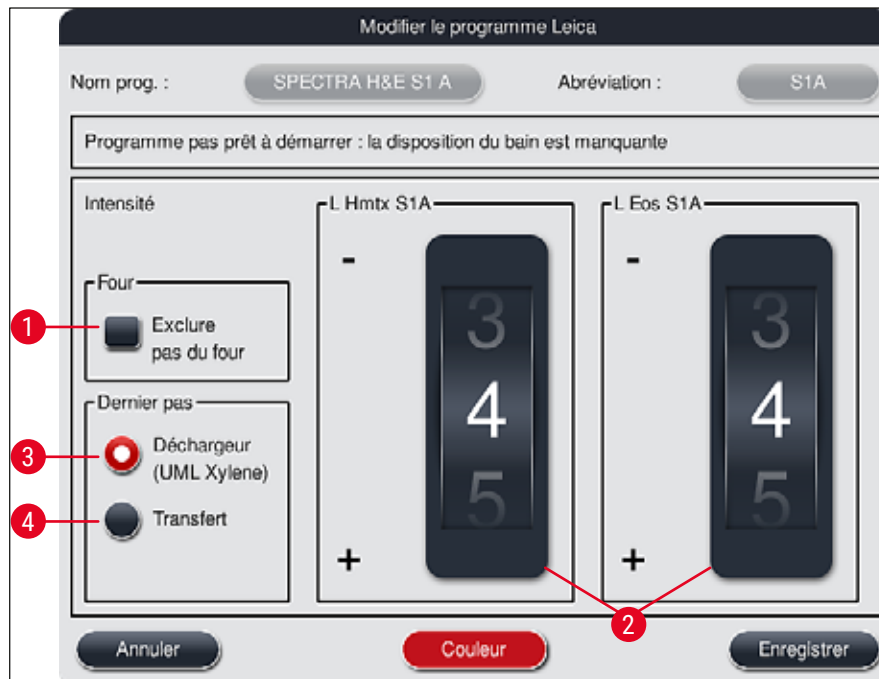 Modifier le programme Leica
Nom prog. : SPECTRA H&E S1 A Abréviation : S1A
Programme pas prêt à démarrer : la disposition du bain est manquante
Intensité
Four
1 Exclure
pas du four
Dernier pas
3 Déchargeur
(UML Xylene)
4 Transfert
L Hmtx S1A
-
3
4
5
+
L Eos S1A
-
3
4
5
+
2
Annuler Couleur Enregistrer